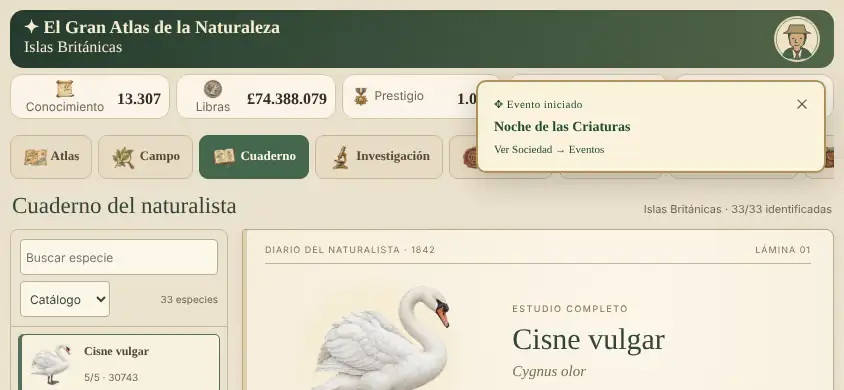 ✦ El Gran Atlas de la Naturaleza
Islas Británicas
Conocimiento 13.307
Libras £74.388.079
Prestigio 1.0
✥ Evento iniciado
Noche de las Criaturas
Ver Sociedad → Eventos
Atlas
Campo
Cuaderno
Investigación
Cuaderno del naturalista
Islas Británicas · 33/33 identificadas
Buscar especie
Catálogo
33 especies
Cisne vulgar
5/5 · 30743
DIARIO DEL NATURALISTA · 1842
LÁMINA 01
ESTUDIO COMPLETO
Cisne vulgar
Cygnus olor